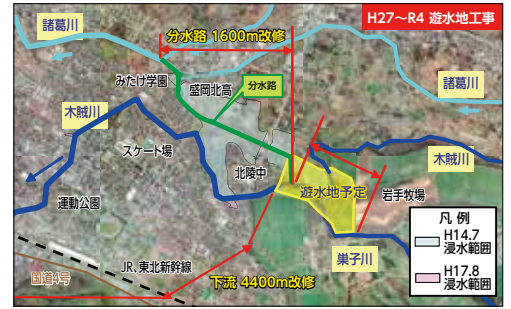 H27～R4 遊水地工事
諸葛川
分水路 1600m改修
みたけ学園
盛岡北高
分水路
諸葛川
木賊川
スケート場
木賊川
北陵中
遊水地予定
岩手牧場
運動公園
凡 例
H14.7
浸水範囲
H17.8
浸水範囲
巣子川
JR、東北新幹線
国道4号
下流 4400m改修